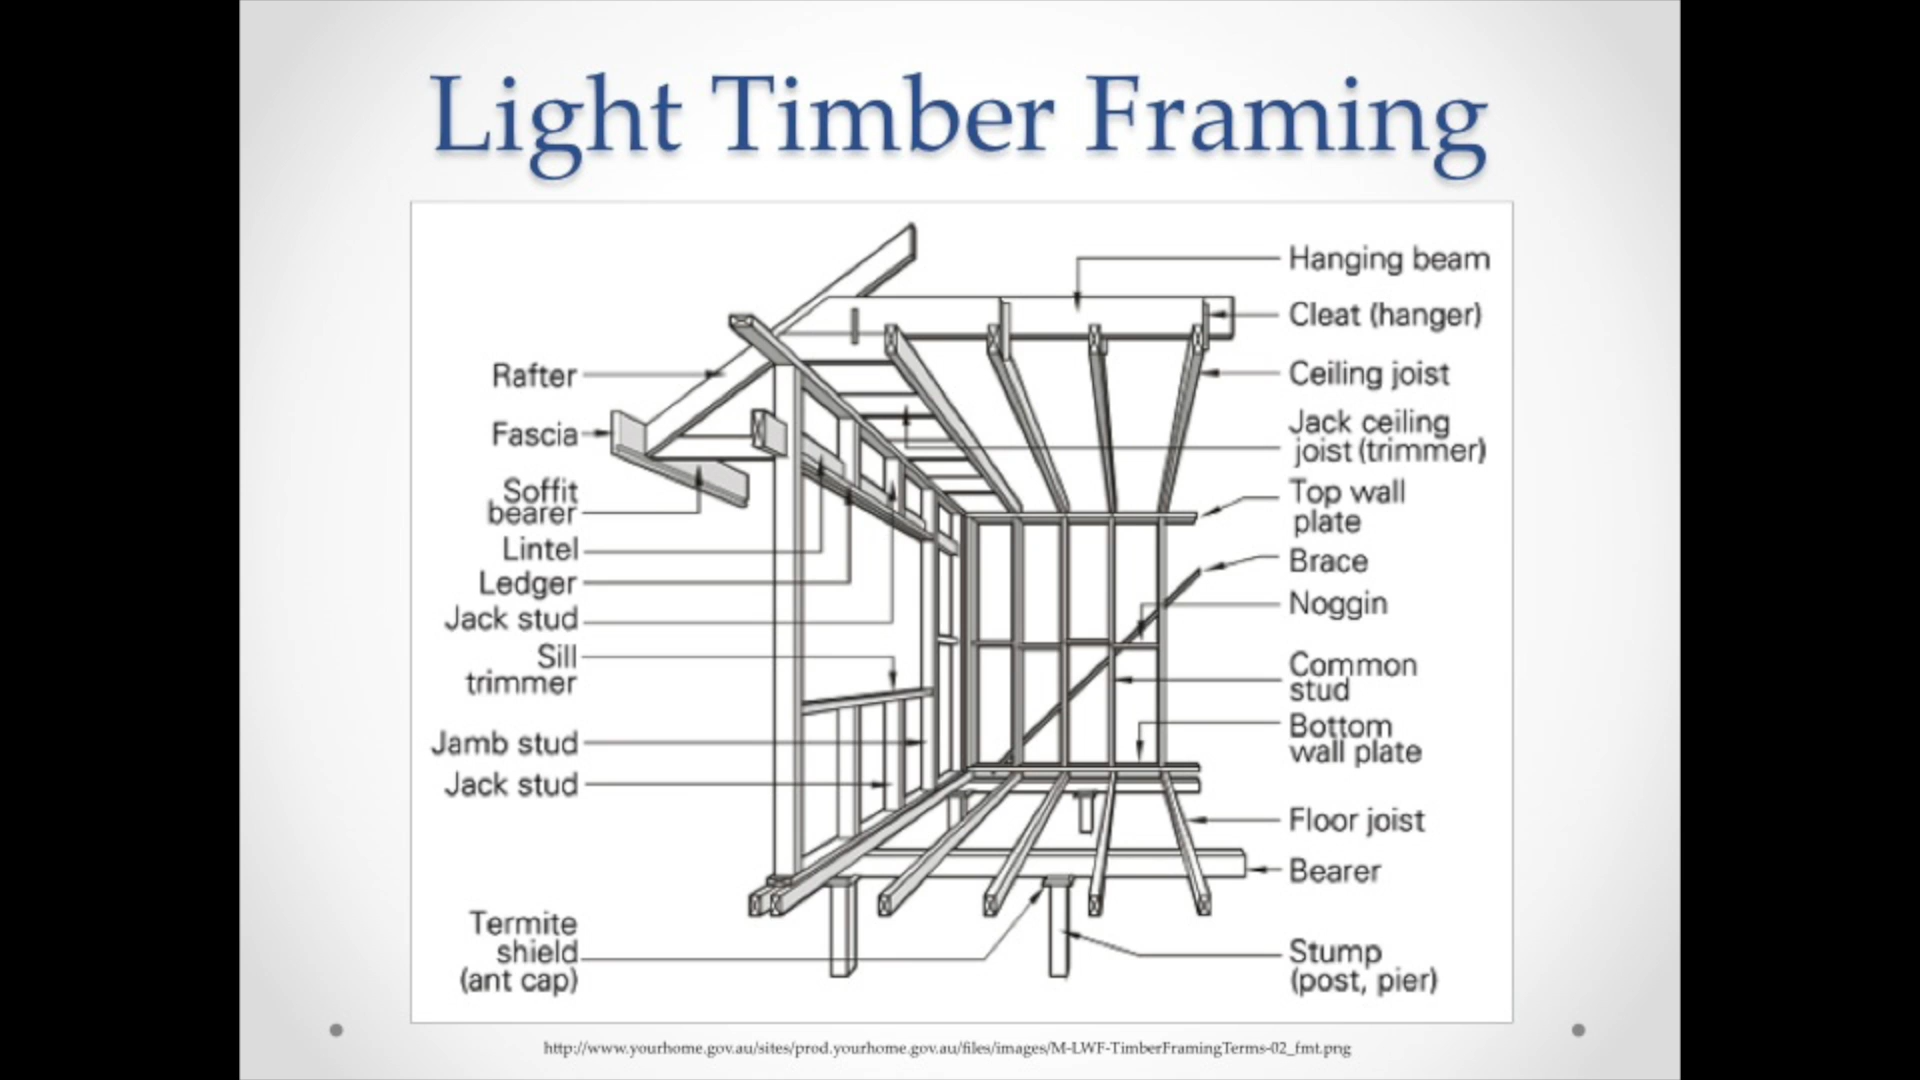 Light Timber Framing
Hanging beam
Cleat (hanger)
Rafter
Ceiling joist
Fascia
Jack ceiling
joist (trimmer)
Soffit
bearer
Top wall
plate
Lintel
Brace
Ledger
Noggin
Jack stud
Sill
trimmer
Common
stud
Jamb stud
Bottom
wall plate
Jack stud
Floor joist
Bearer
Termite
shield
(ant cap)
Stump
(post, pier)
http://www.yourhome.gov.au/sites/prod.yourhome.gov.au/files/images/M-LWF-TimberFramingTerms-02_fmt.png